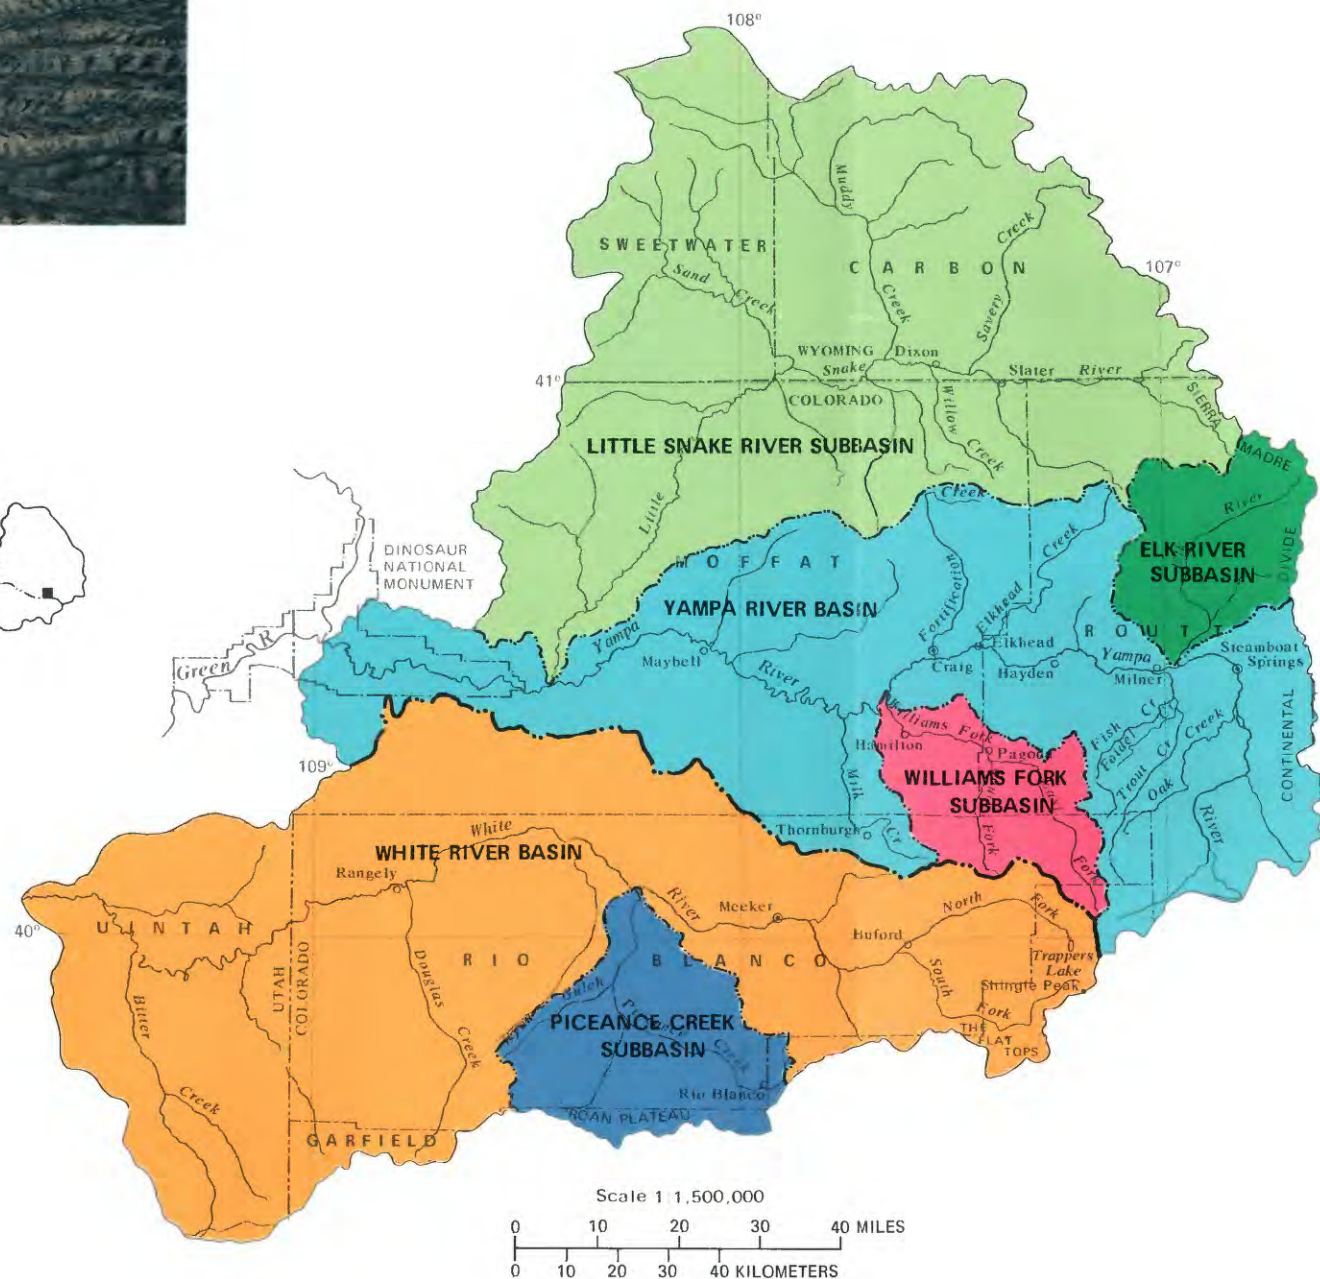 108°
Muddy
Creek
SWEETWATER
CARBON
Creek
107°
Sand
Creek
Savery
WYOMING
Dixon
Snake
Slater
River
41°
COLORADO
Willow
Creek
SIERRA
LITTLE SNAKE RIVER SUBBASIN
MADRE
Little
Creek
River
DINOSAUR
NATIONAL
MONUMENT
MOFFAT
Fortification
Elkhead
Creek
ELK RIVER
SUBBASIN
DIVIDE
YAMPA RIVER BASIN
Green R
Yampa
River
Maybell
Craig
Elkhead
Hayden
ROUTT
Yampa
Milner
Steamboat
Springs
CONTINENTAL
Williams Fork
Hamilton
Pagoda
Fish Cr
Foidel
Cr
Trout
Creek
Oak
River
109°
Milk
Cr
Thornburgh
WILLIAMS FORK
SUBBASIN
Fork
Fork
White
River
WHITE RIVER BASIN
Rangely
Meeker
North
Fork
Buford
Trappers
Lake
40°
UINTAH
RIO BLANCO
Shingle Peak
South
Fork
THE
FLAT
TOPS
UTAH
COLORADO
Douglas
Creek
Bitter
Creek
Gulch
PICEANCE CREEK
SUBBASIN
Creek
Rio Blanco
ROAN PLATEAU
GARFIELD
Scale 1:1,500,000
0 10 20 30 40 MILES
0 10 20 30 40 KILOMETERS